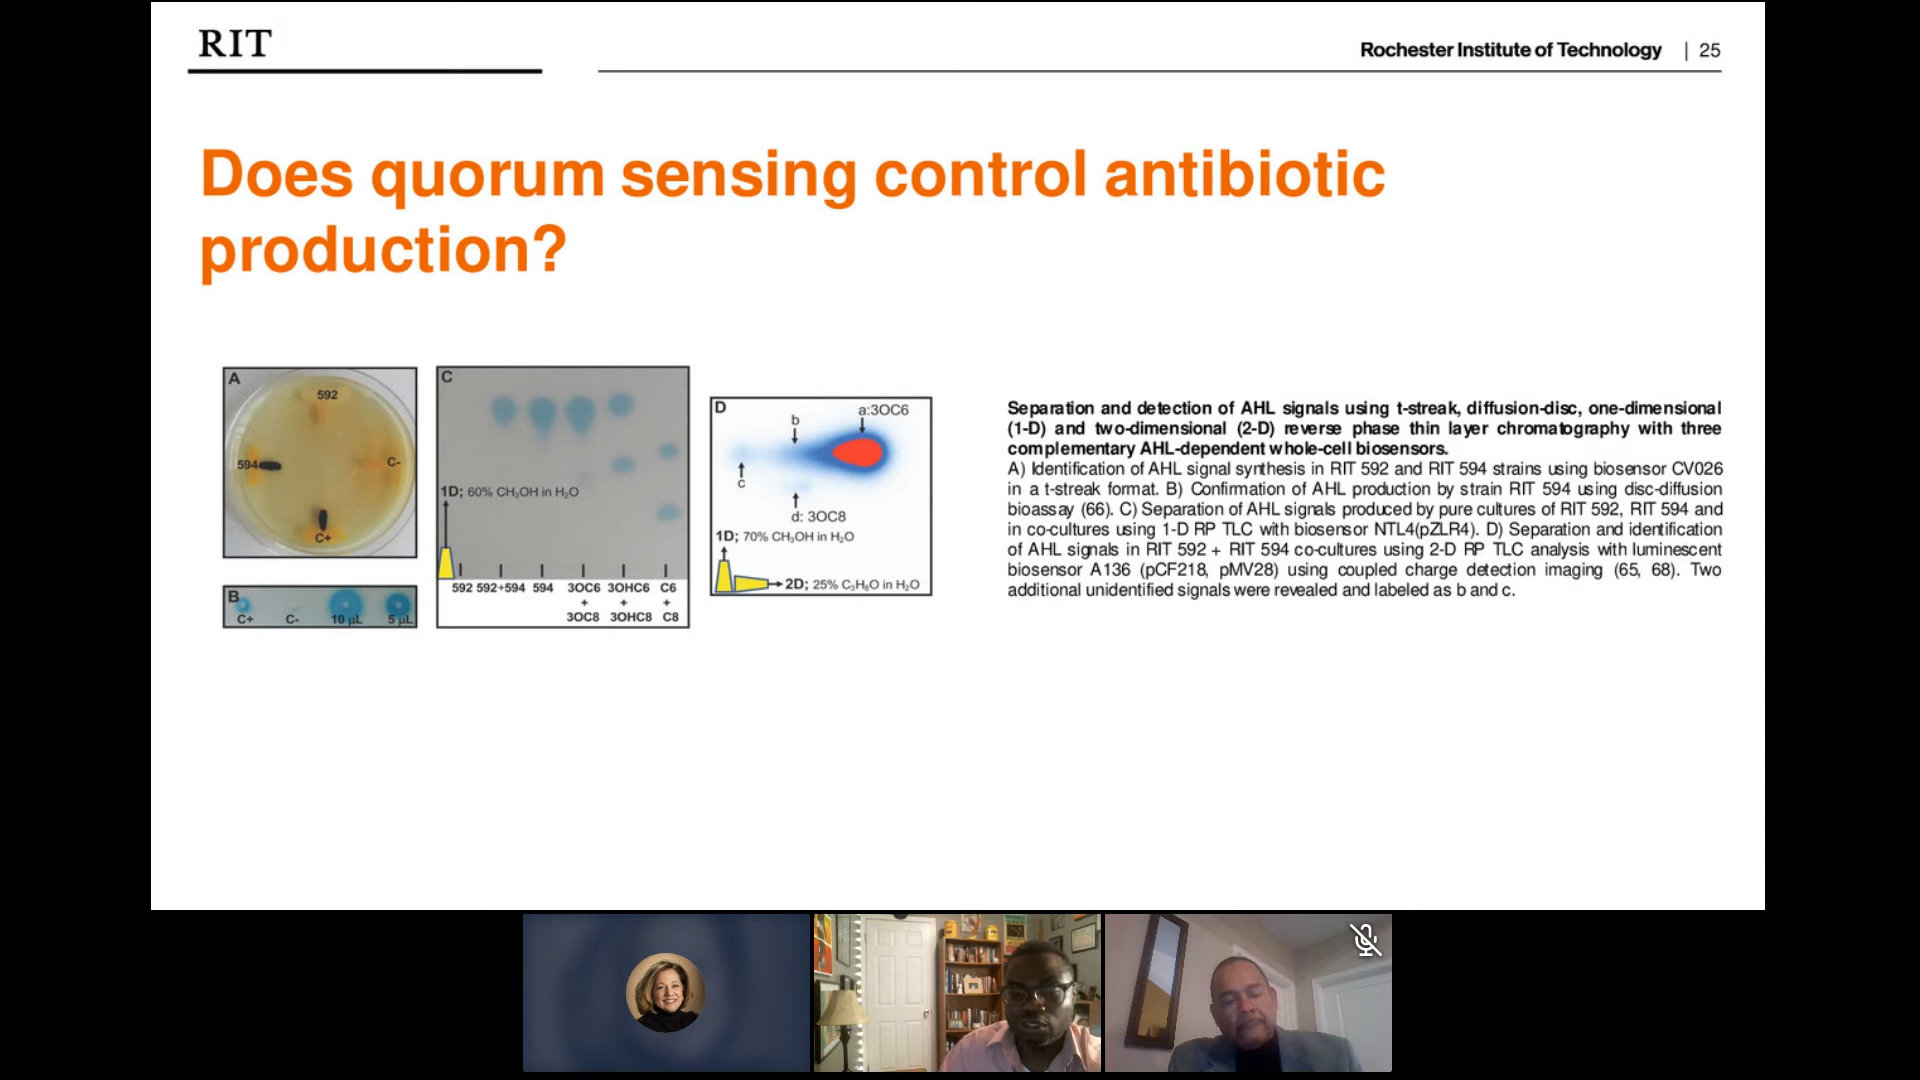 RIT
Rochester Institute of Technology | 25
Does quorum sensing control antibiotic
production?
A
592
594
C-
C+
B
C+ C- 10 µL 5 µL
C
1D; 60% CH₃OH in H₂O
592 592+594 594 3OC6 3OHC6 C6
+ + +
3OC8 3OHC8 C8
D
a:3OC6
b
c
d: 3OC8
1D; 70% CH₃OH in H₂O
2D; 25% C₃H₆O in H₂O
Separation and detection of AHL signals using t-streak, diffusion-disc, one-dimensional
(1-D) and two-dimensional (2-D) reverse phase thin layer chromatography with three
complementary AHL-dependent whole-cell biosensors.
A) Identification of AHL signal synthesis in RIT 592 and RIT 594 strains using biosensor CV026
in a t-streak format. B) Confirmation of AHL production by strain RIT 594 using disc-diffusion
bioassay (66). C) Separation of AHL signals produced by pure cultures of RIT 592, RIT 594 and
in co-cultures using 1-D RP TLC with biosensor NTL4(pZLR4). D) Separation and identification
of AHL signals in RIT 592 + RIT 594 co-cultures using 2-D RP TLC analysis with luminescent
biosensor A136 (pCF218, pMV28) using coupled charge detection imaging (65, 68). Two
additional unidentified signals were revealed and labeled as b and c.